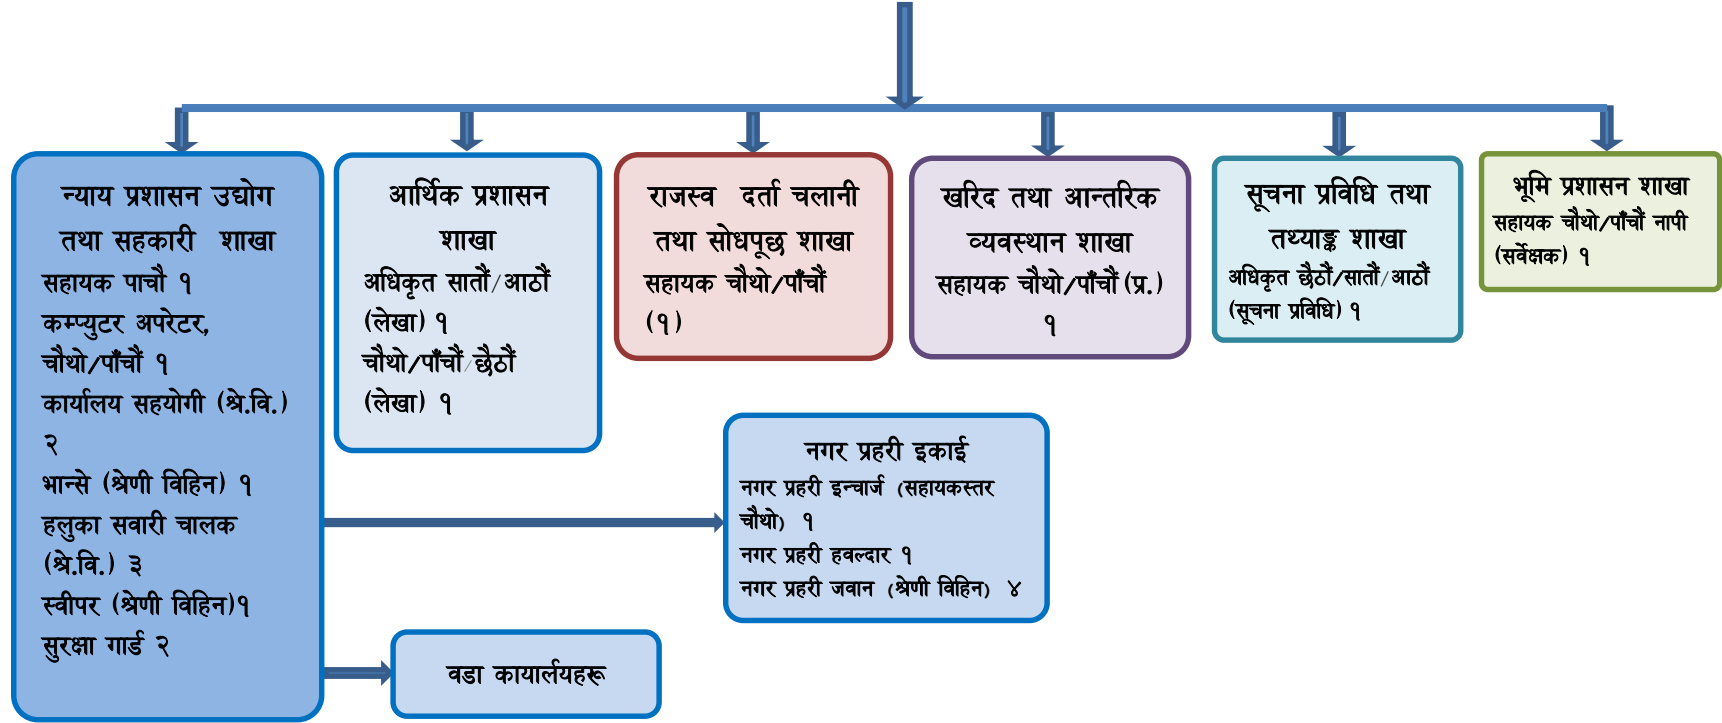 न्याय प्रशासन उद्योग
तथा सहकारी शाखा
सहायक पाचौ १
कम्प्युटर अपरेटर,
चौथो/पाँचौं १
कार्यालय सहयोगी (श्रे.वि.)
२
भान्से (श्रेणी विहिन) १
हलुका सवारी चालक
(श्रे.वि.) ३
स्वीपर (श्रेणी विहिन)१
सुरक्षा गार्ड २
आर्थिक प्रशासन
शाखा
अधिकृत सातौं/आठौं
(लेखा) १
चौथो/पाँचौं/छैठौं
(लेखा) १
राजस्व दर्ता चलानी
तथा सोधपूछ शाखा
सहायक चौथो/पाँचौं
(१)
खरिद तथा आन्तरिक
व्यवस्थान शाखा
सहायक चौथो/पाँचौं (प्र.)
१
सूचना प्रविधि तथा
तथ्याङ्क शाखा
अधिकृत छैठौं/सातौं/आठौं
(सूचना प्रविधि) १
भूमि प्रशासन शाखा
सहायक चौथो/पाँचौं नापी
(सर्वेक्षक) १
नगर प्रहरी इकाई
नगर प्रहरी इन्चार्ज (सहायकस्तर
चौथो) १
नगर प्रहरी हवल्दार १
नगर प्रहरी जवान (श्रेणी विहिन) ४
वडा कायार्लयहरू